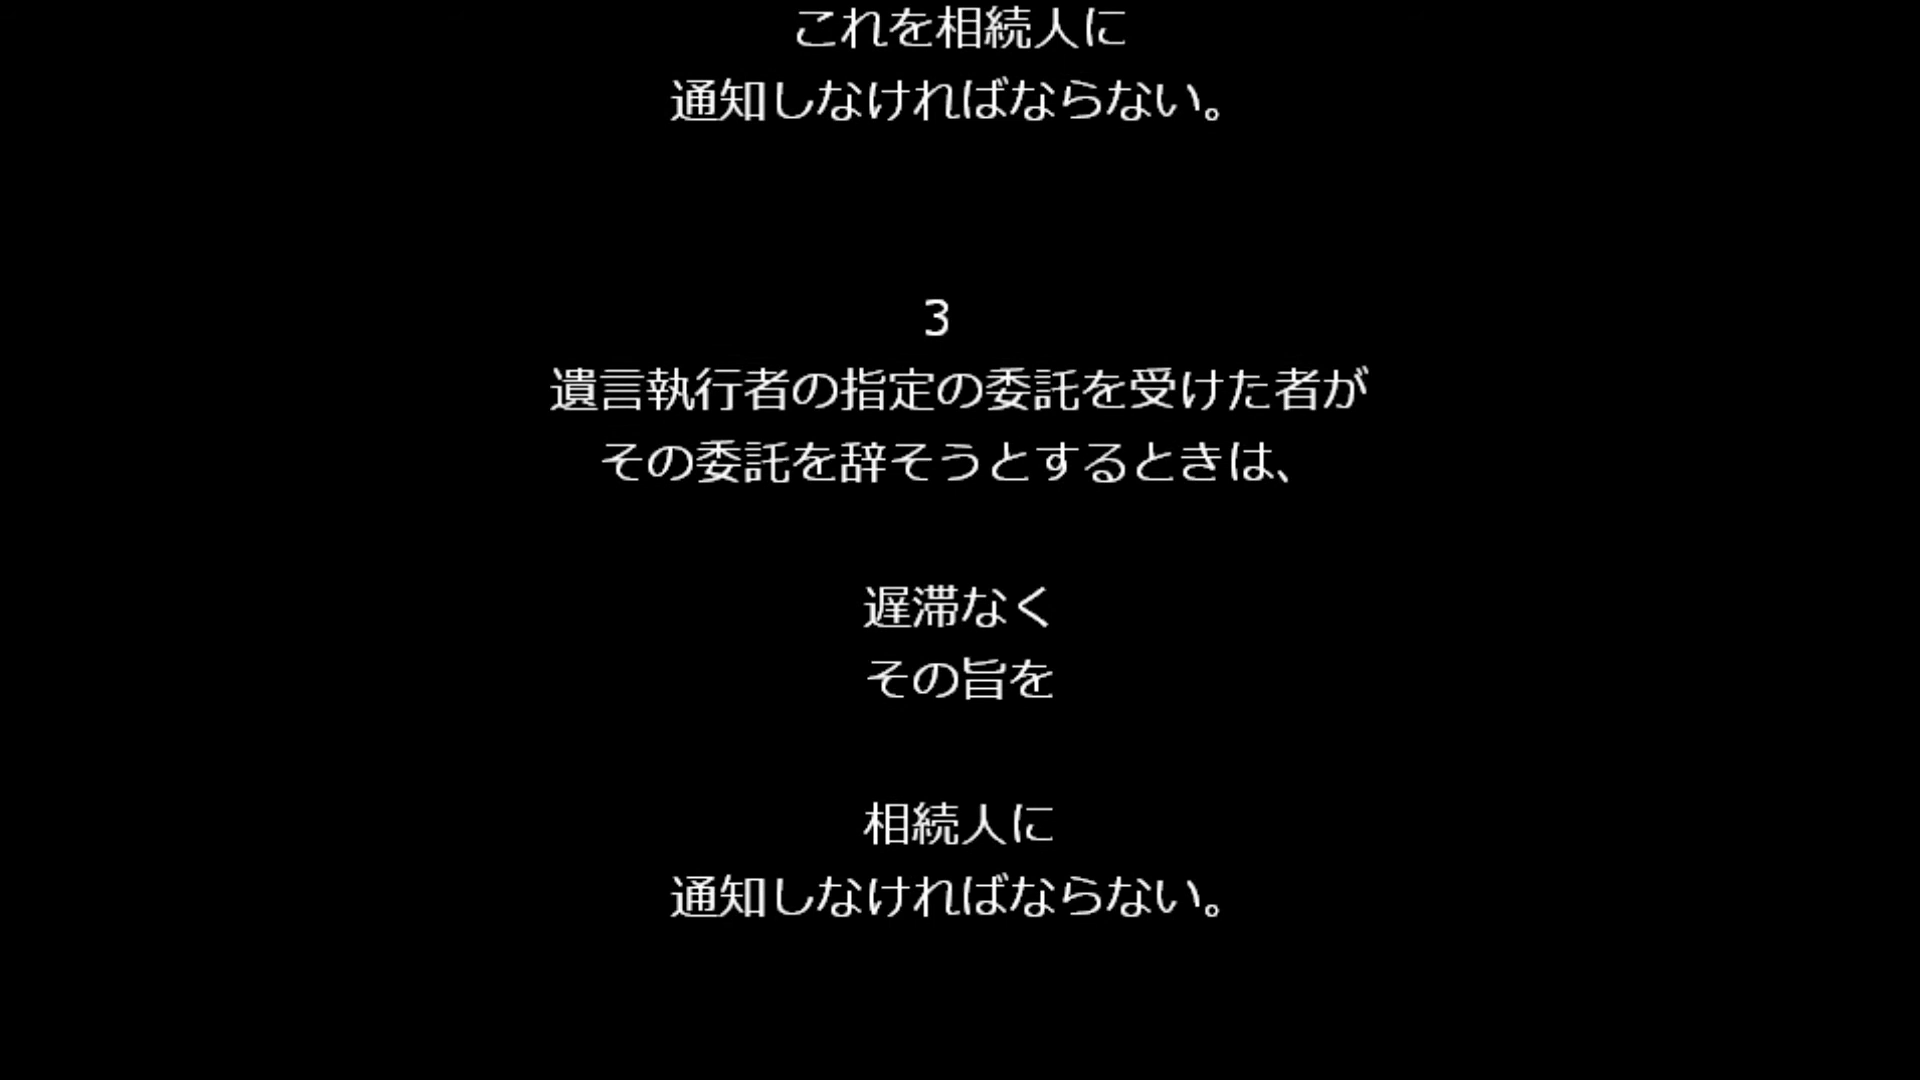 これを相続人に
通知しなければならない。
3
遺言執行者の指定の委託を受けた者が
その委託を辞そうとするときは、
遅滞なく
その旨を
相続人に
通知しなければならない。